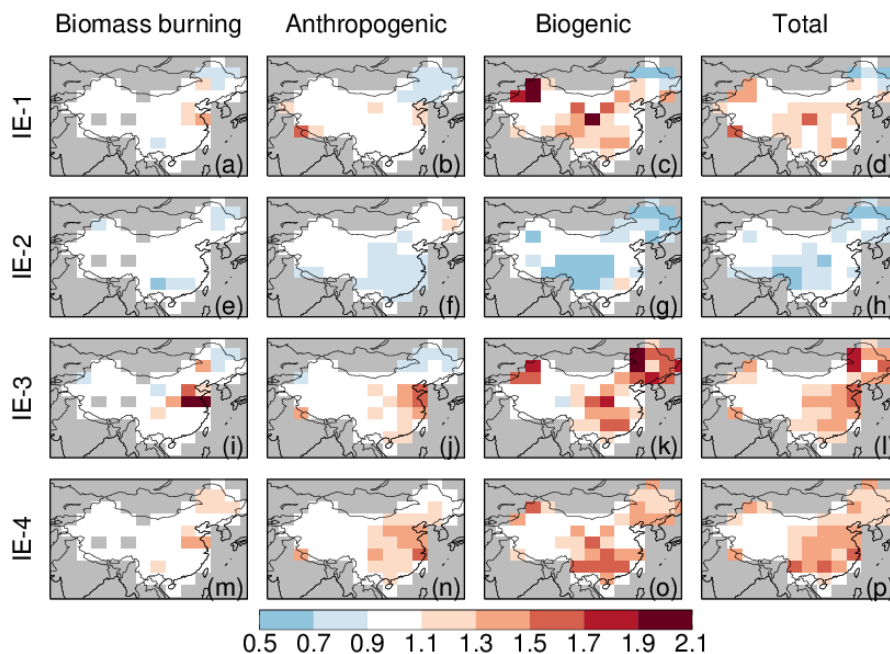 Biomass burning Anthropogenic Biogenic Total
IE-1
(a) (b) (c) (d)
IE-2
(e) (f) (g) (h)
IE-3
(i) (j) (k) (l)
IE-4
(m) (n) (o) (p)
0.5 0.7 0.9 1.1 1.3 1.5 1.7 1.9 2.1